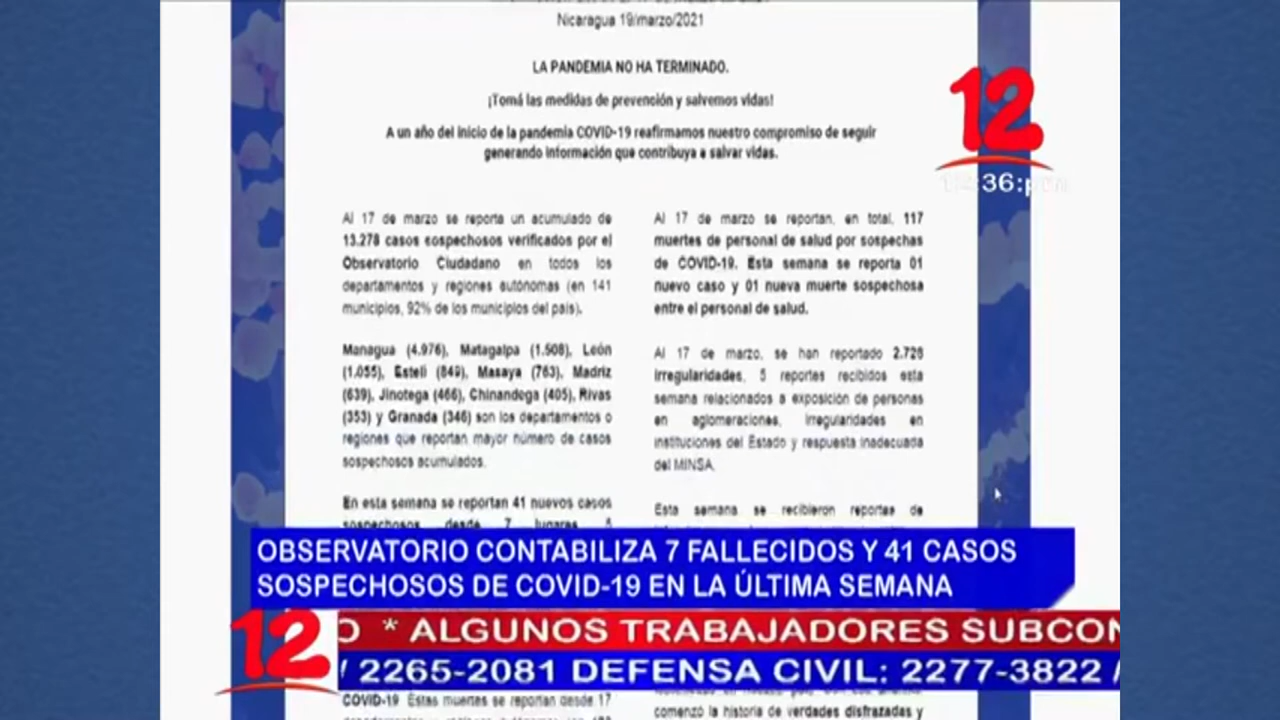 Nicaragua 19/marzo/2021
LA PANDEMIA NO HA TERMINADO.
¡Tomá las medidas de prevención y salvemos vidas!
A un año del inicio de la pandemia COVID-19 reafirmamos nuestro compromiso de seguir
generando información que contribuya a salvar vidas.
12
36:pm
Al 17 de marzo se reporta un acumulado de
13.278 casos sospechosos verificados por el
Observatorio Ciudadano en todos los
departamentos y regiones autónomas (en 141
municipios, 92% de los municipios del país).
Managua (4.976), Matagalpa (1.508), León
(1.055), Estelí (849), Masaya (763), Madriz
(639), Jinotega (466), Chinandega (405), Rivas
(353) y Granada (346) son los departamentos o
regiones que reportan mayor número de casos
sospechosos acumulados.
En esta semana se reportan 41 nuevos casos
sospechosos desde 7 lugares
Al 17 de marzo se reportan, en total, 117
muertes de personal de salud por sospechas
de COVID-19. Esta semana se reporta 01
nuevo caso y 01 nueva muerte sospechosa
entre el personal de salud.
Al 17 de marzo, se han reportado 2.726
irregularidades, 5 reportes recibidos esta
semana relacionados a exposición de personas
en aglomeraciones, irregularidades en
instituciones del Estado y respuesta inadecuada
del MINSA.
Esta semana se recibieron reportes de
OBSERVATORIO CONTABILIZA 7 FALLECIDOS Y 41 CASOS
SOSPECHOSOS DE COVID-19 EN LA ÚLTIMA SEMANA
12
O * ALGUNOS TRABAJADORES SUBCON
/ 2265-2081 DEFENSA CIVIL: 2277-3822 /
COVID-19 Estas muertes se reportan desde 17
comenzó la historia de verdades disfrazadas y